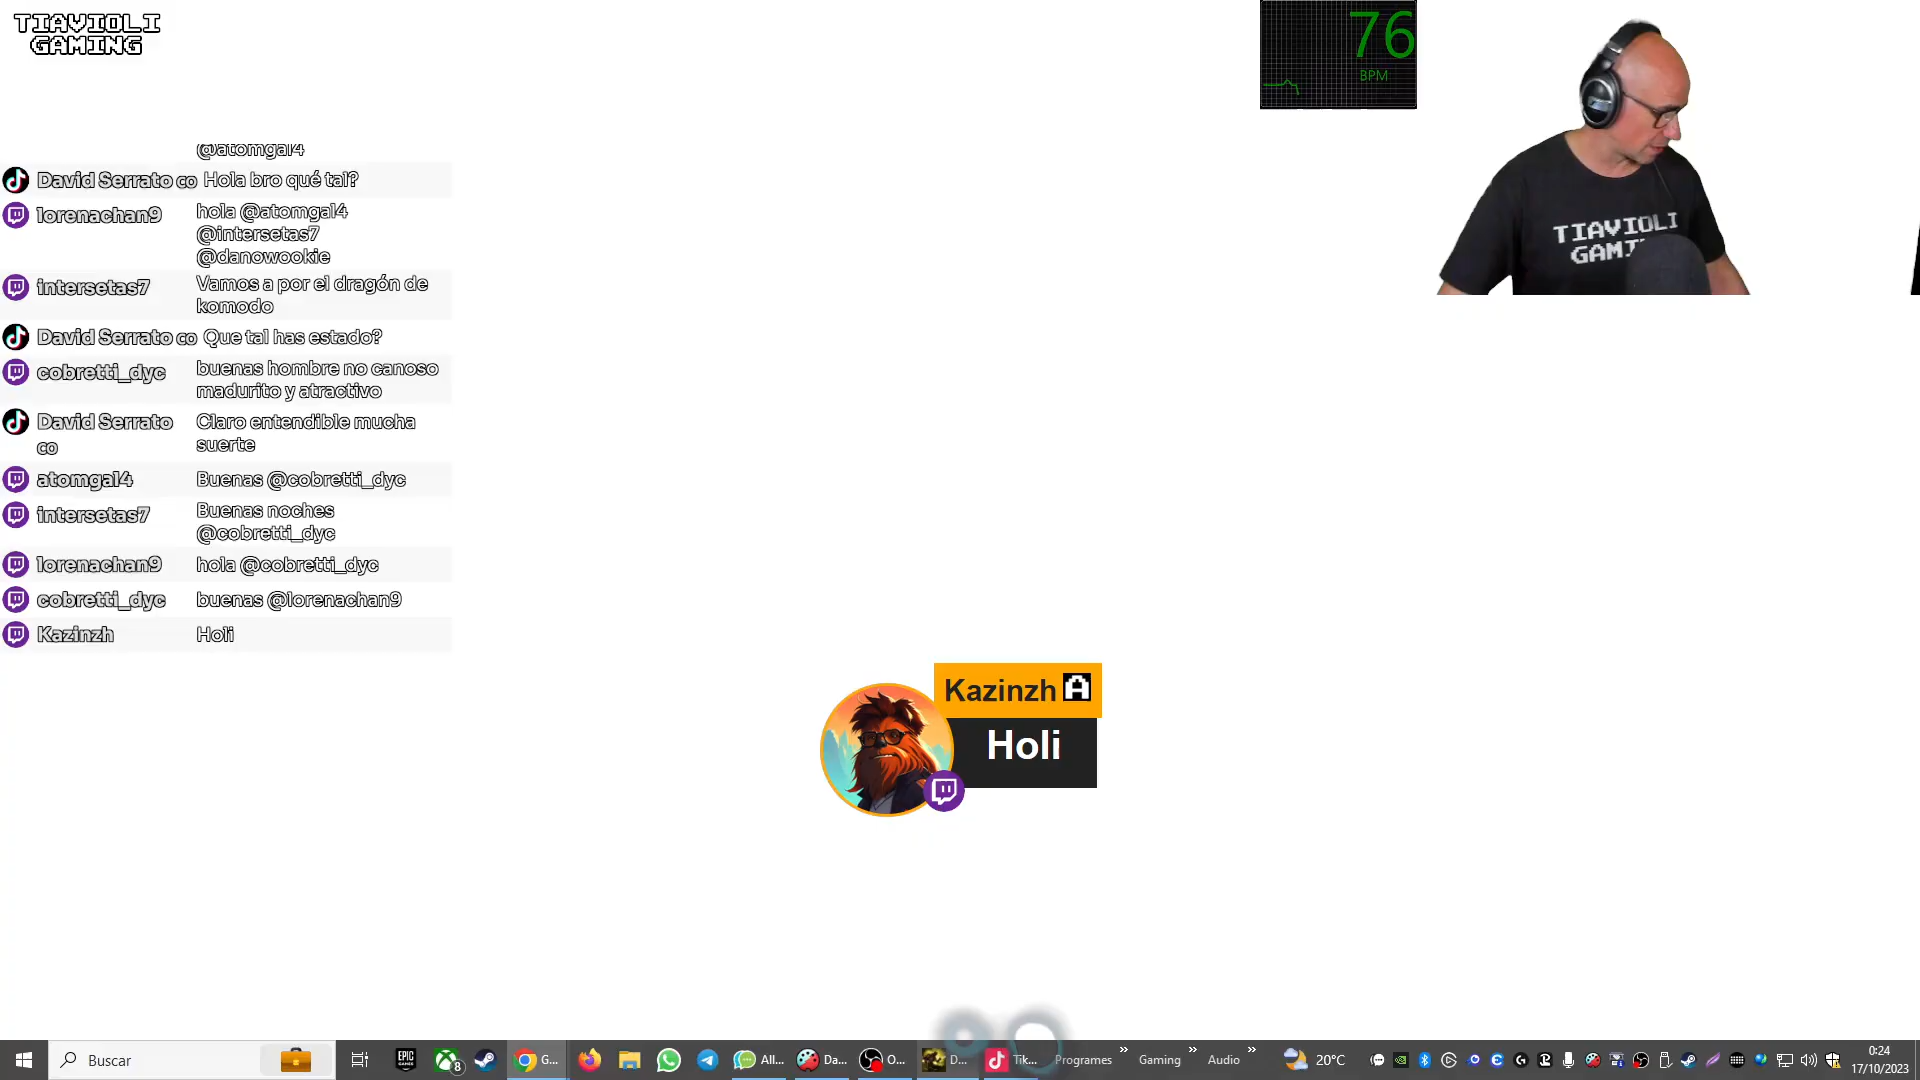 TIAVIOLI
GAMING
76
BPM
TIAVIOLI
@atomgal4
David Serrato co Hola bro qué tal?
lorenachan9 hola @atomgal4
@intersetas7
@danowookie
intersetas7 Vamos a por el dragón de
komodo
David Serrato co Que tal has estado?
cobretti_dyc buenas hombre no canoso
madurito y atractivo
David Serrato Claro entendible mucha
co suerte
atomgal4 Buenas @cobretti_dyc
intersetas7 Buenas noches
@cobretti_dyc
lorenachan9 hola @cobretti_dyc
cobretti_dyc buenas @lorenachan9
Kazinzh Holi
Kazinzh A
Holi
Buscar EPIC GAMES 8 G... All... Da... O... D... Tik... Programes » Gaming » Audio » 20°C 0:24
17/10/2023